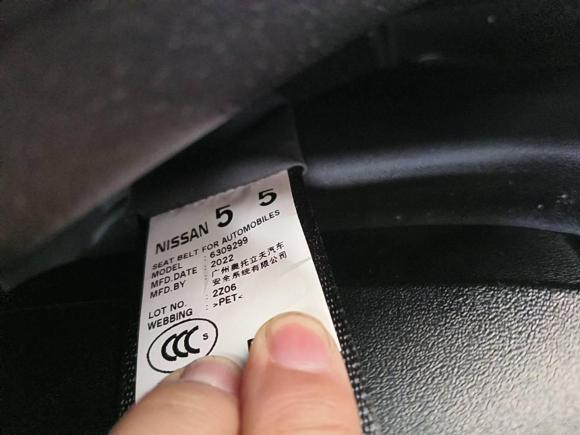 NISSAN 5 5
SEAT BELT FOR AUTOMOBILES
MODEL : 6309299
MFD.DATE : 2022
MFD.BY : 广州奥托立夫汽车
安全系统有限公司
LOT NO. : 2Z06
WEBBING : >PET<
CCC S